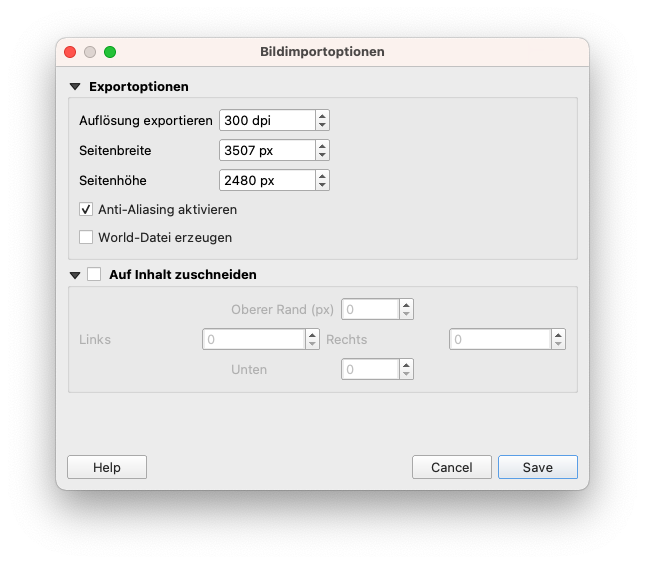 Bildimportoptionen
Exportoptionen
Auflösung exportieren 300 dpi
Seitenbreite 3507 px
Seitenhöhe 2480 px
Anti-Aliasing aktivieren
World-Datei erzeugen
Auf Inhalt zuschneiden
Oberer Rand (px) 0
Links 0 Rechts 0
Unten 0
Help Cancel Save